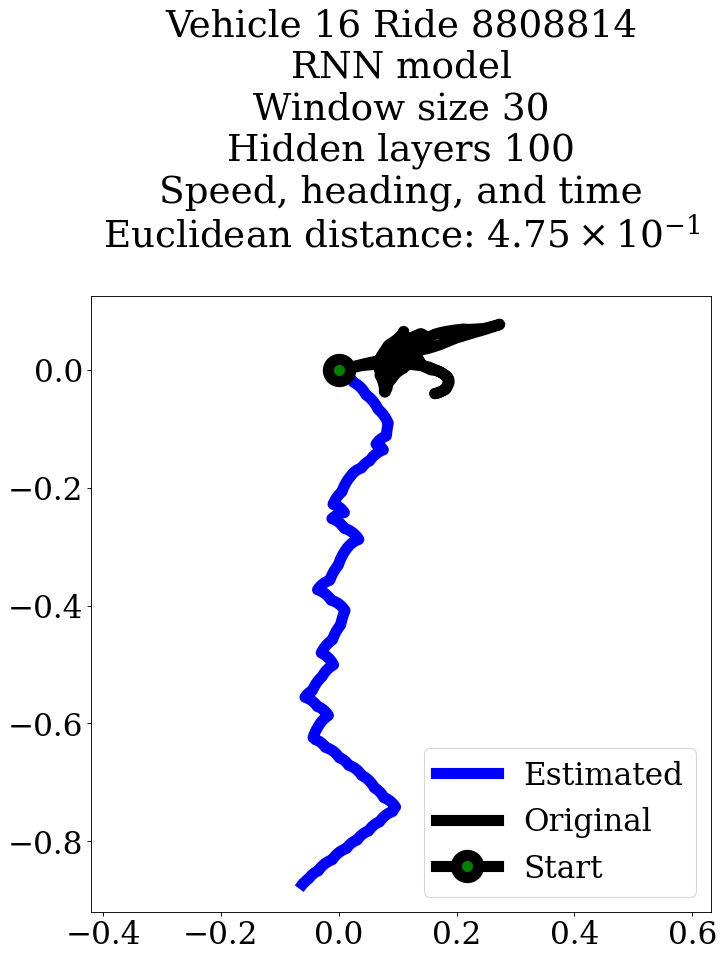 Vehicle 16 Ride 8808814
RNN model
Window size 30
Hidden layers 100
Speed, heading, and time
Euclidean distance: 4.75 × 10⁻¹
0.0
−0.2
−0.4
−0.6
−0.8
Estimated
Original
Start
−0.4 −0.2 0.0 0.2 0.4 0.6